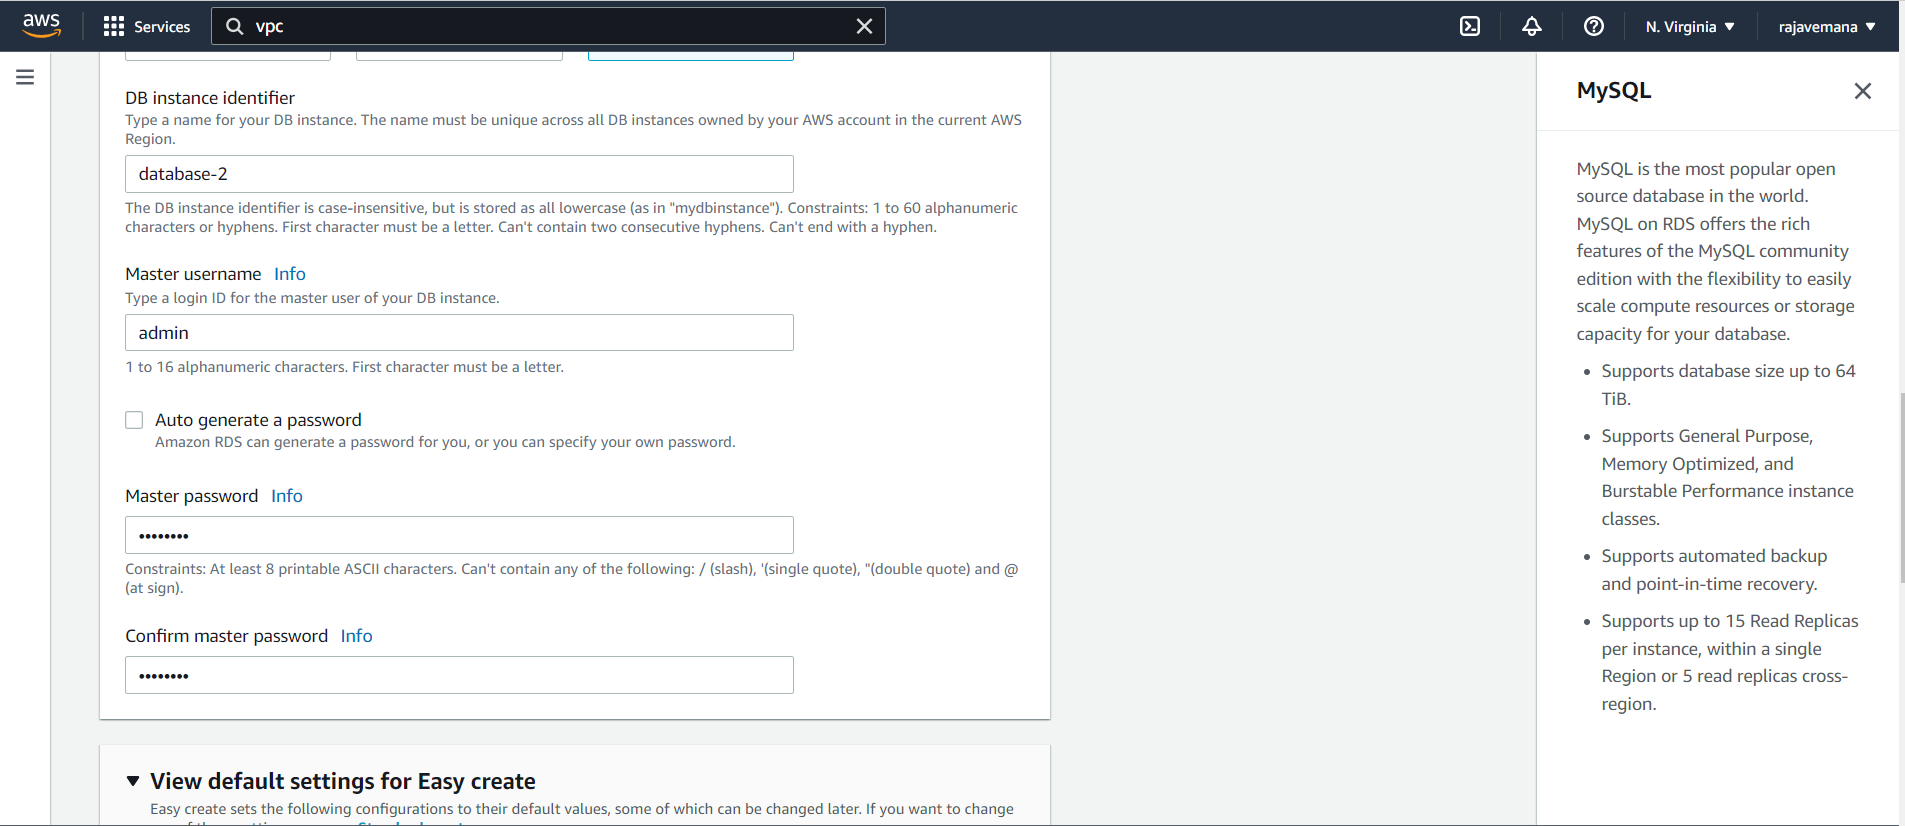 aws
Services
vpc
N. Virginia
rajavemana
DB instance identifier
Type a name for your DB instance. The name must be unique across all DB instances owned by your AWS account in the current AWS
Region.
database-2
The DB instance identifier is case-insensitive, but is stored as all lowercase (as in "mydbinstance"). Constraints: 1 to 60 alphanumeric
characters or hyphens. First character must be a letter. Can't contain two consecutive hyphens. Can't end with a hyphen.
Master username Info
Type a login ID for the master user of your DB instance.
admin
1 to 16 alphanumeric characters. First character must be a letter.
Auto generate a password
Amazon RDS can generate a password for you, or you can specify your own password.
Master password Info
••••••••
Constraints: At least 8 printable ASCII characters. Can't contain any of the following: / (slash), '(single quote), "(double quote) and @
(at sign).
Confirm master password Info
••••••••
View default settings for Easy create
Easy create sets the following configurations to their default values, some of which can be changed later. If you want to change
MySQL
MySQL is the most popular open
source database in the world.
MySQL on RDS offers the rich
features of the MySQL community
edition with the flexibility to easily
scale compute resources or storage
capacity for your database.
• Supports database size up to 64
TiB.
• Supports General Purpose,
Memory Optimized, and
Burstable Performance instance
classes.
• Supports automated backup
and point-in-time recovery.
• Supports up to 15 Read Replicas
per instance, within a single
Region or 5 read replicas cross-
region.